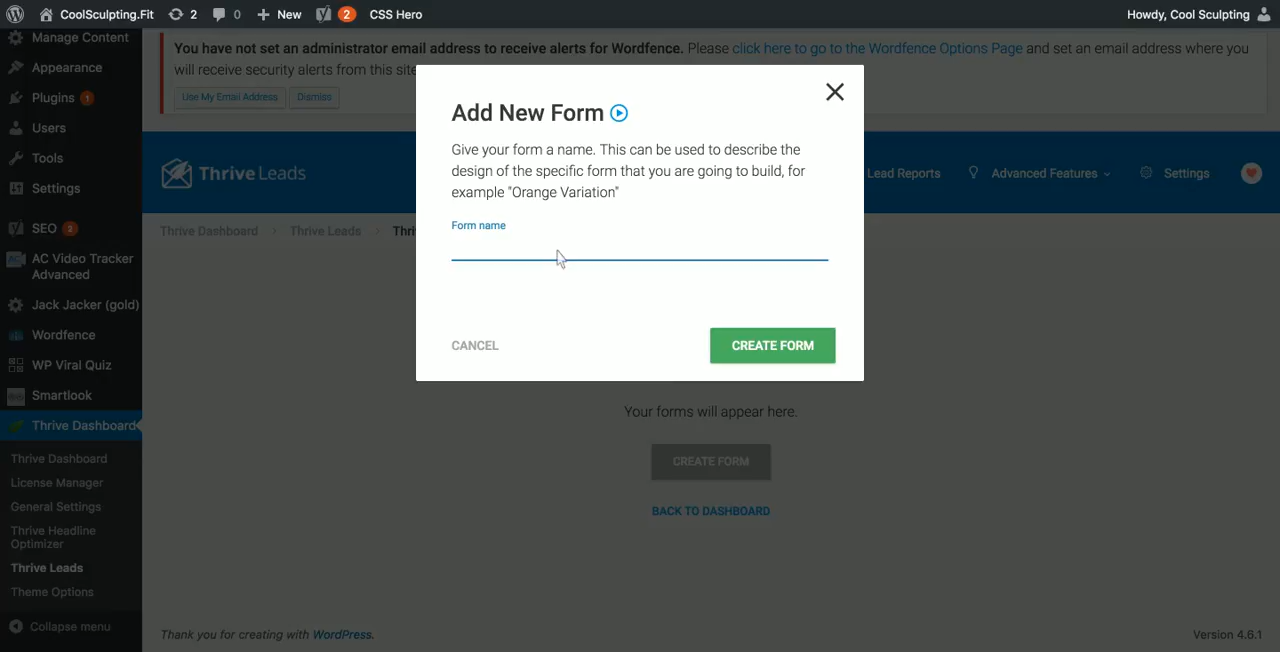 CoolSculpting.Fit 2 0 New 2 CSS Hero Howdy, Cool Sculpting
Manage Content
Appearance
Plugins 1
Users
Tools
Settings
SEO 2
AC Video Tracker
Advanced
Jack Jacker (gold)
Wordfence
WP Viral Quiz
Smartlook
Thrive Dashboard
Thrive Dashboard
License Manager
General Settings
Thrive Headline
Optimizer
Thrive Leads
Theme Options
Collapse menu
You have not set an administrator email address to receive alerts for Wordfence. Please click here to go to the Wordfence Options Page and set an email address where you
will receive security alerts from this site
Use My Email Address Dismiss
Thrive Leads Lead Reports Advanced Features Settings
Thrive Dashboard Thrive Leads Thri
Add New Form
Give your form a name. This can be used to describe the
design of the specific form that you are going to build, for
example "Orange Variation"
Form name
CANCEL CREATE FORM
Your forms will appear here.
CREATE FORM
BACK TO DASHBOARD
Thank you for creating with WordPress. Version 4.6.1